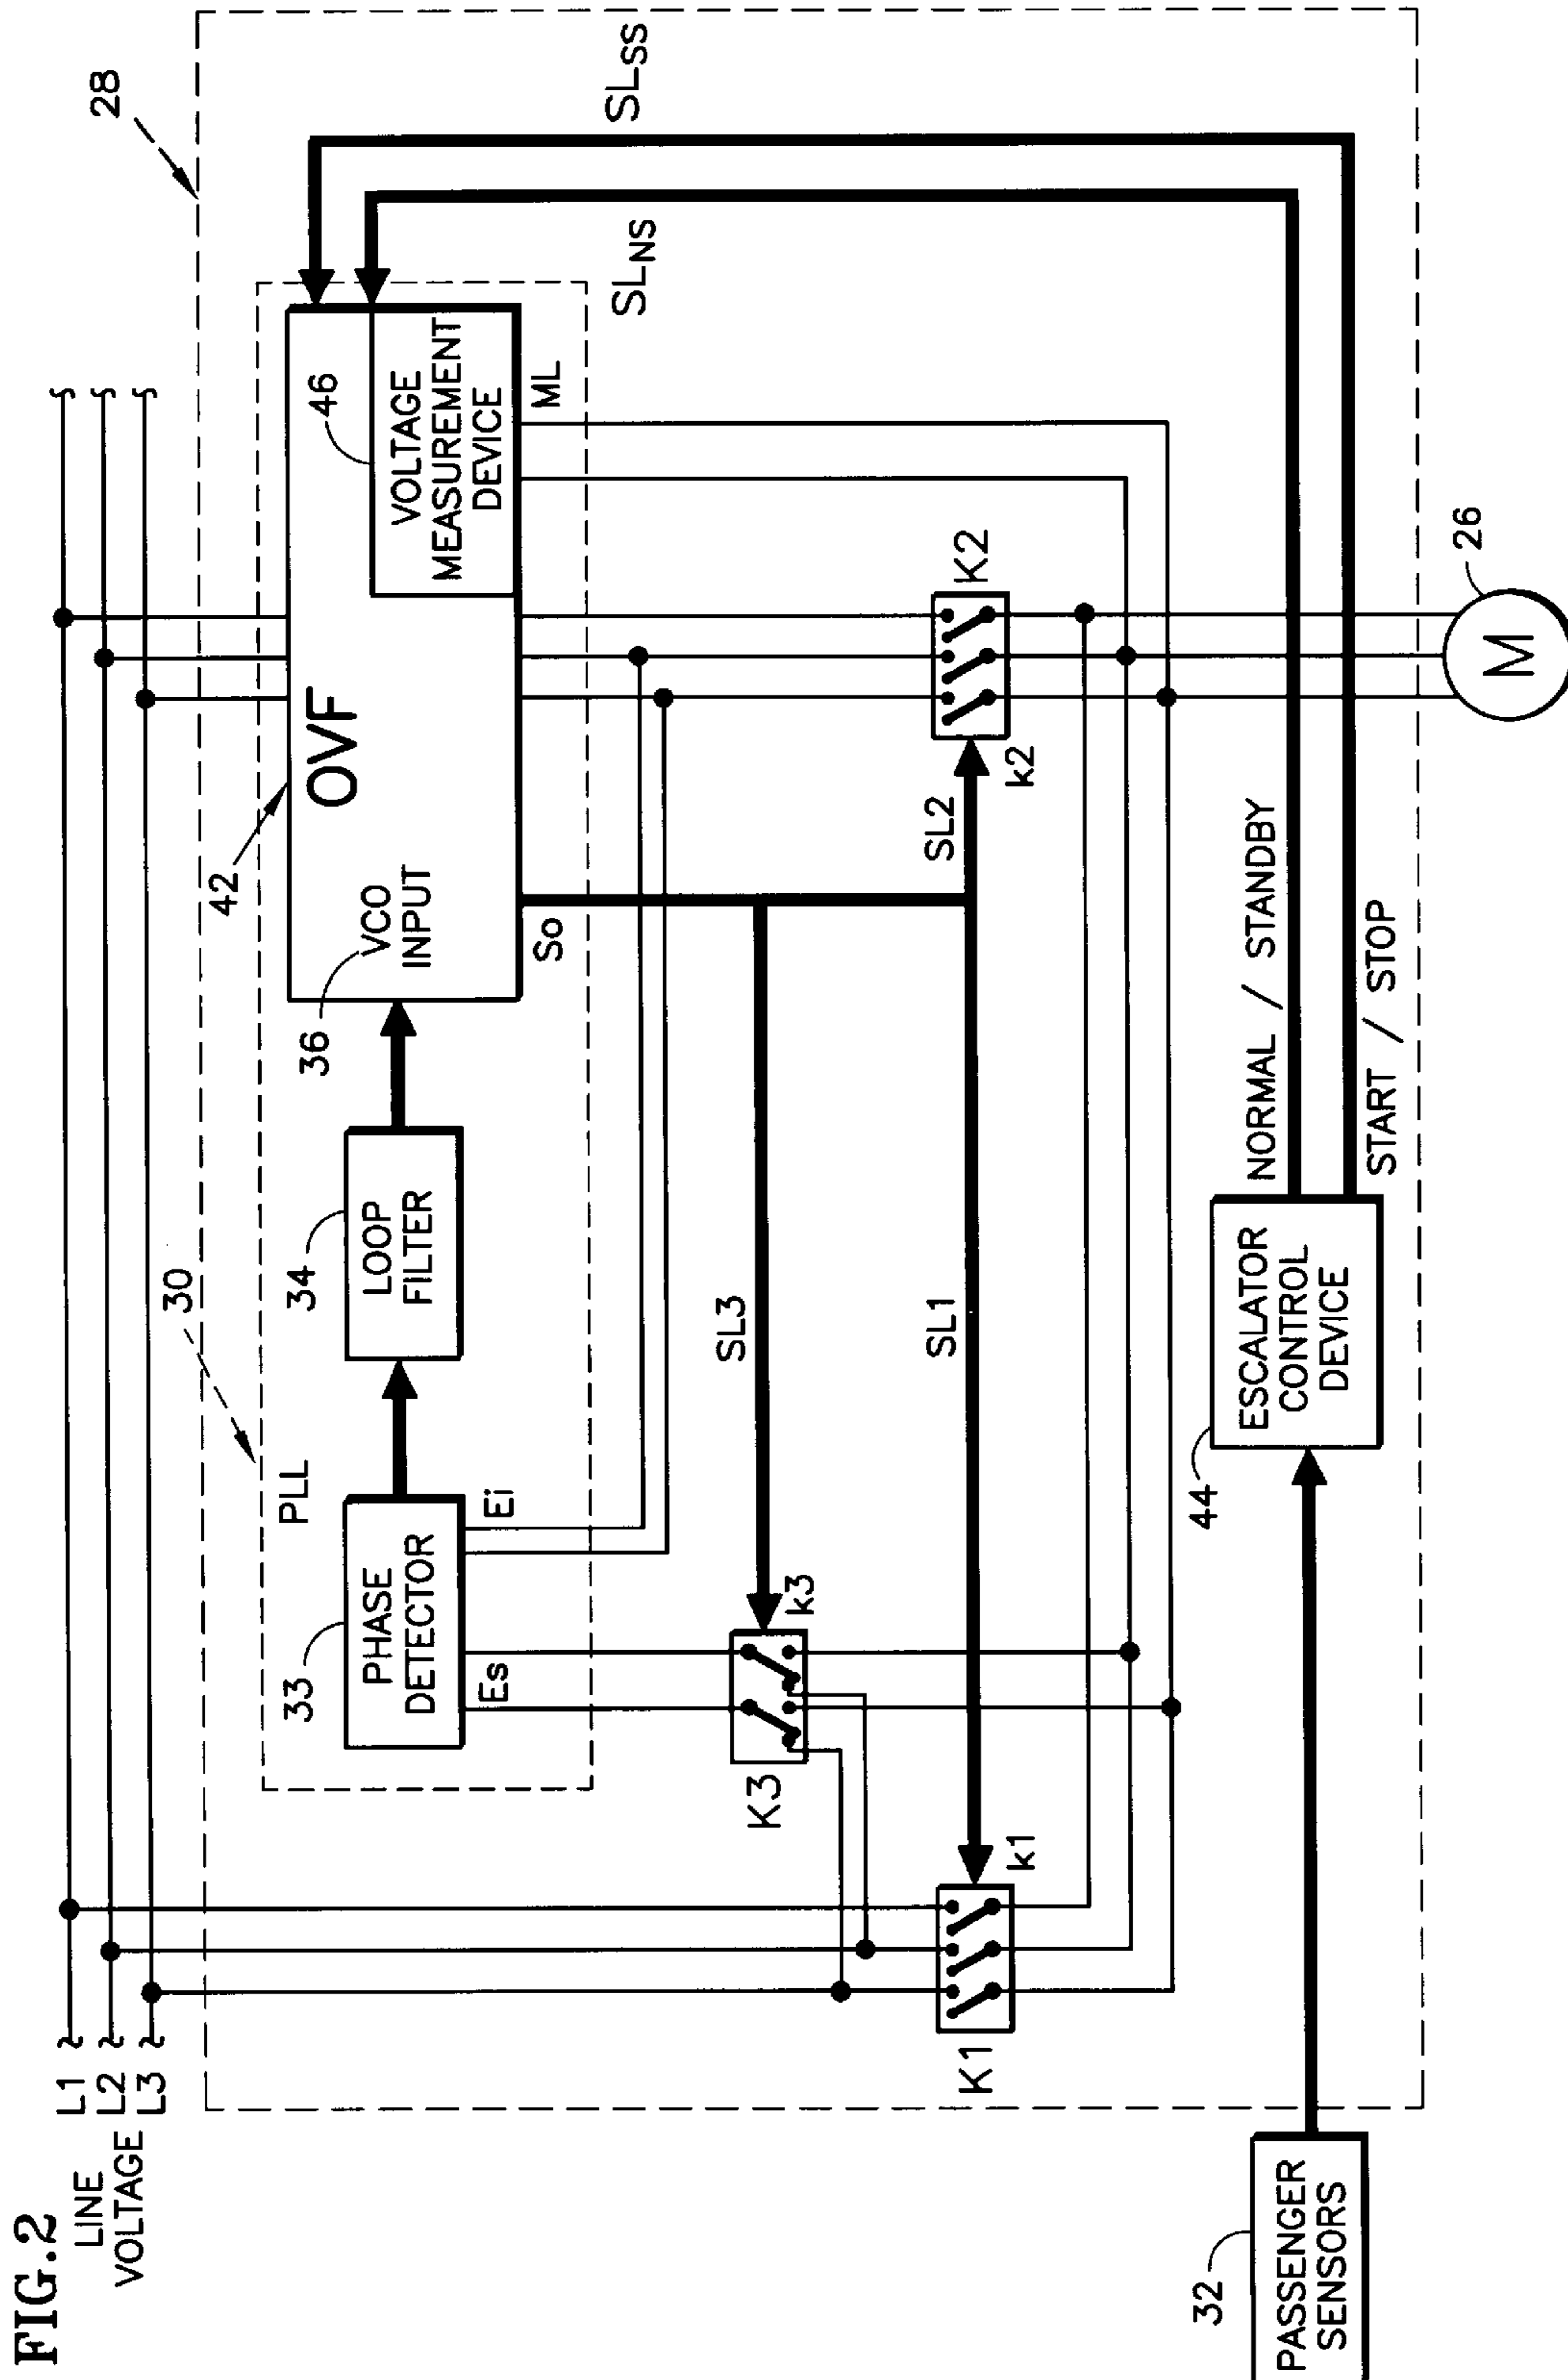 FIG.2
LINE
VOLTAGE
L1
L2
L3
28
30
PLL
33
PHASE
DETECTOR
Es
Ei
34
LOOP
FILTER
36
VCO
INPUT
42
OVF
46
VOLTAGE
MEASUREMENT
DEVICE
So
ML
SLNS
SLSS
K3
k3
SL3
K1
k1
SL1
SL2
k2
K2
32
PASSENGER
SENSORS
44
ESCALATOR
CONTROL
DEVICE
NORMAL / STANDBY
START / STOP
M
26